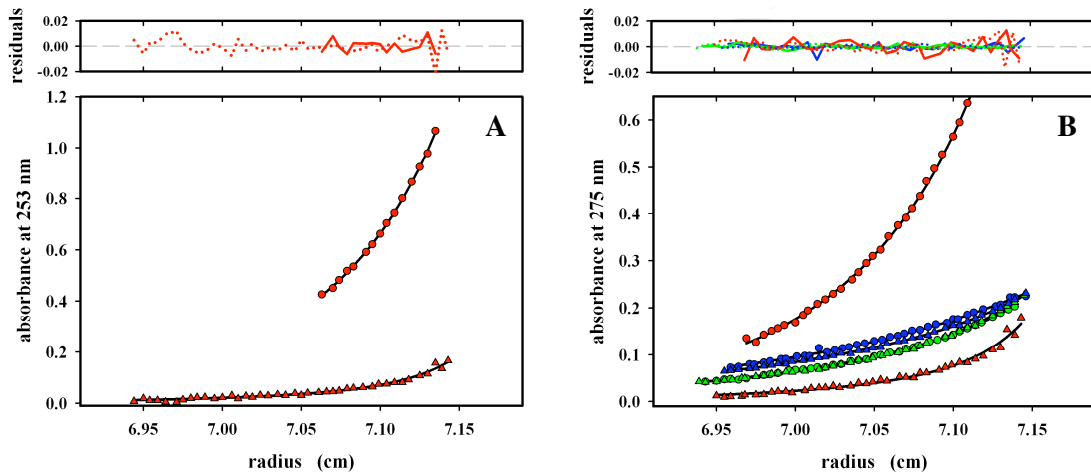 residuals
0.02
0.00
-0.02
absorbance at 253 nm
1.2
1.0
0.8
0.6
0.4
0.2
0.0
A
6.95 7.00 7.05 7.10 7.15
radius (cm)
residuals
0.02
0.00
-0.02
absorbance at 275 nm
0.6
0.5
0.4
0.3
0.2
0.1
0.0
B
6.95 7.00 7.05 7.10 7.15
radius (cm)